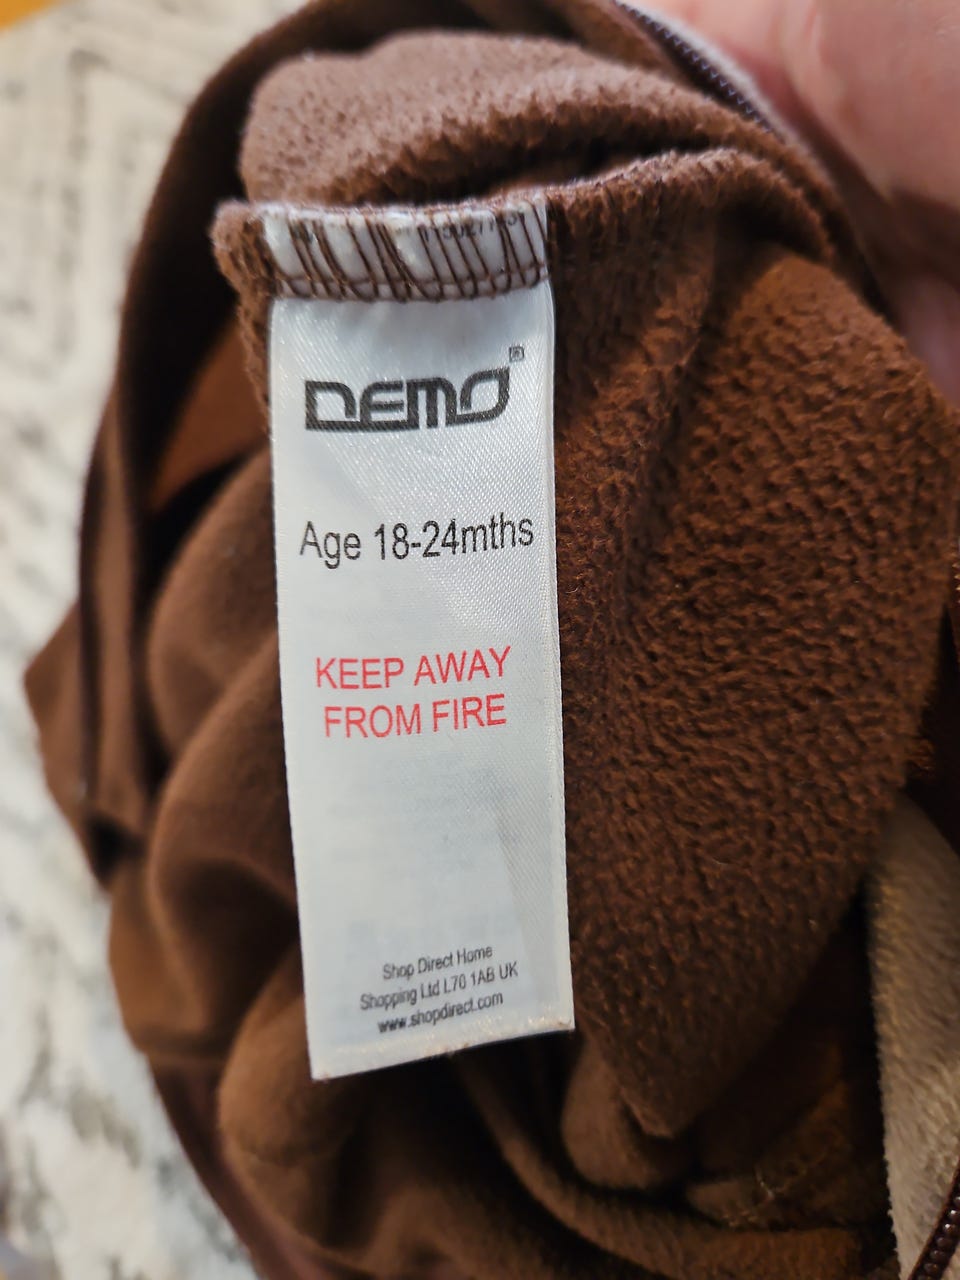 DEMO®
Age 18-24mths
KEEP AWAY
FROM FIRE
Shop Direct Home
Shopping Ltd L70 1AB UK
www.shopdirect.com